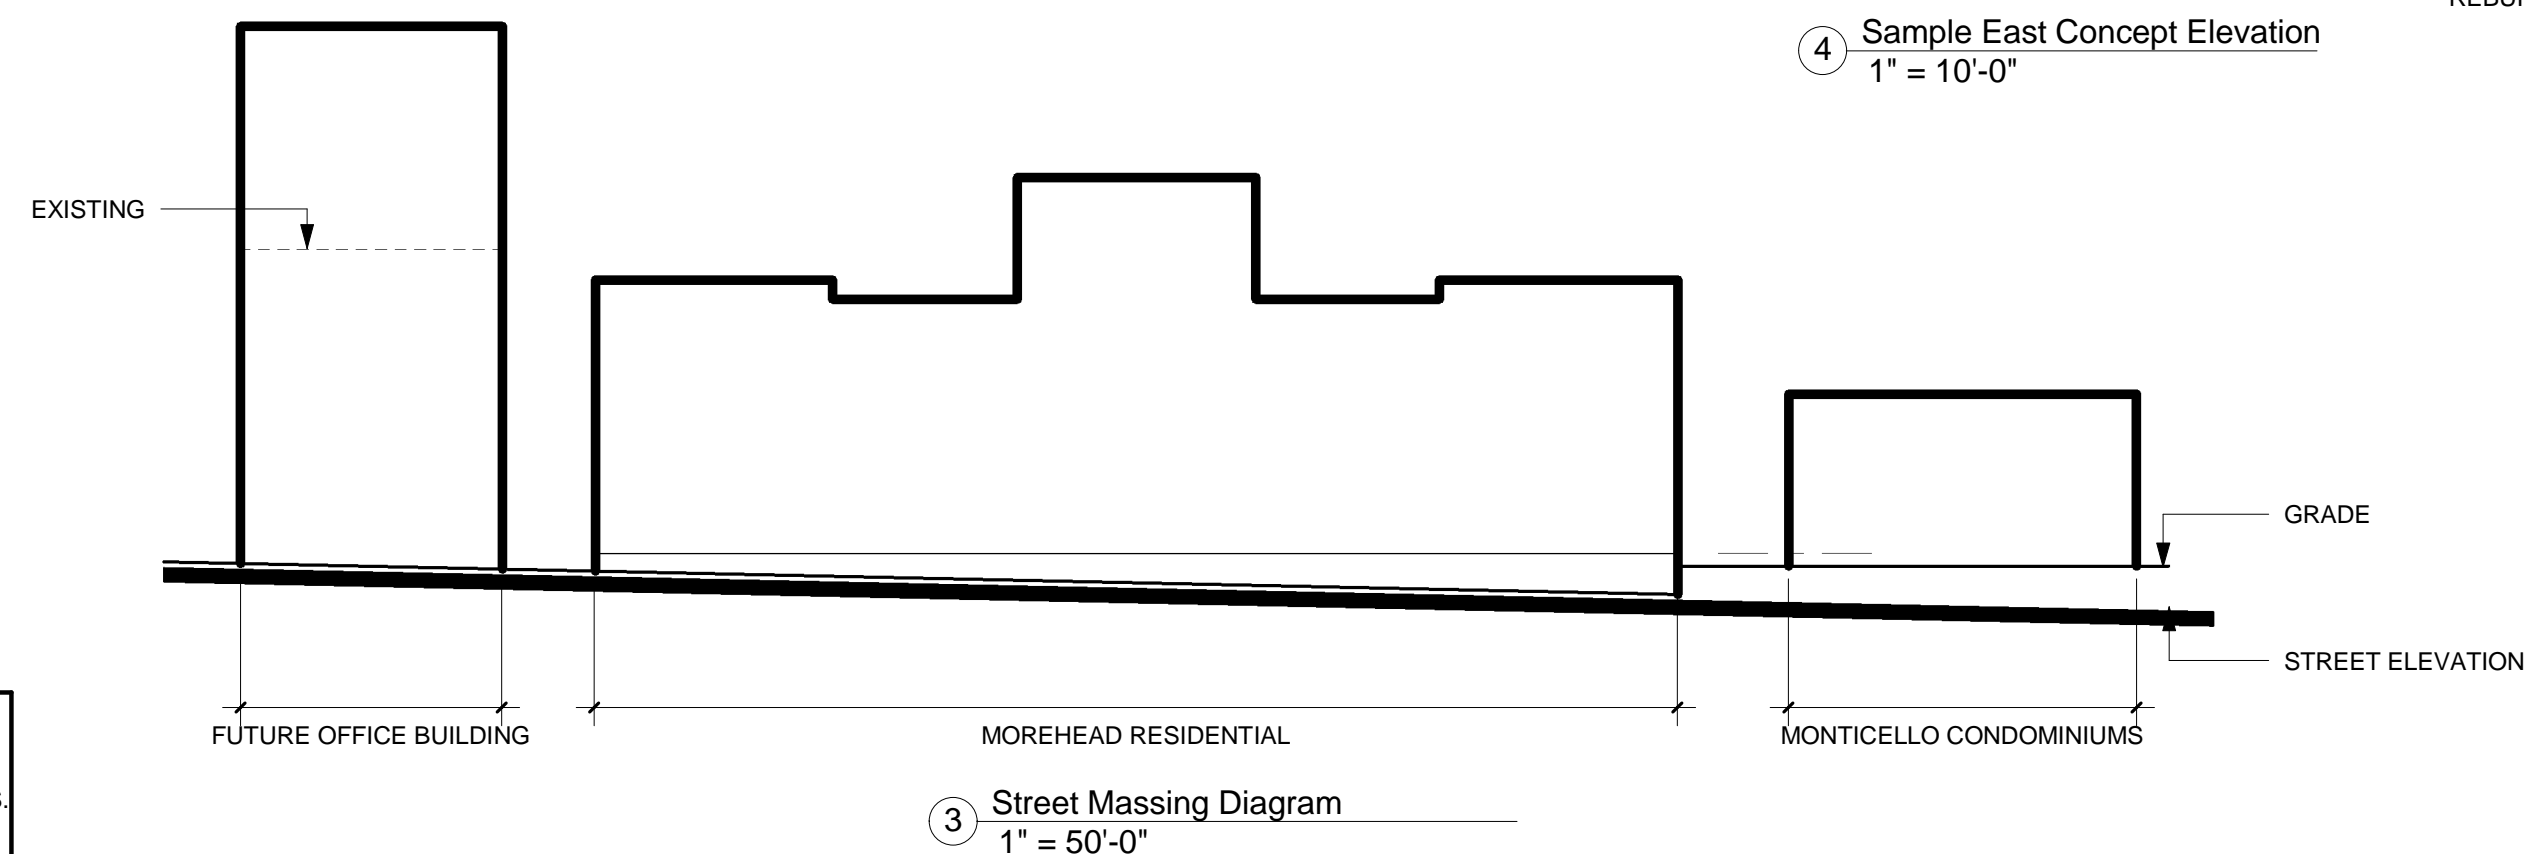 4 Sample East Concept Elevation
1" = 10'-0"
EXISTING
GRADE
STREET ELEVATION
FUTURE OFFICE BUILDING
MOREHEAD RESIDENTIAL
MONTICELLO CONDOMINIUMS
3 Street Massing Diagram
1" = 50'-0"